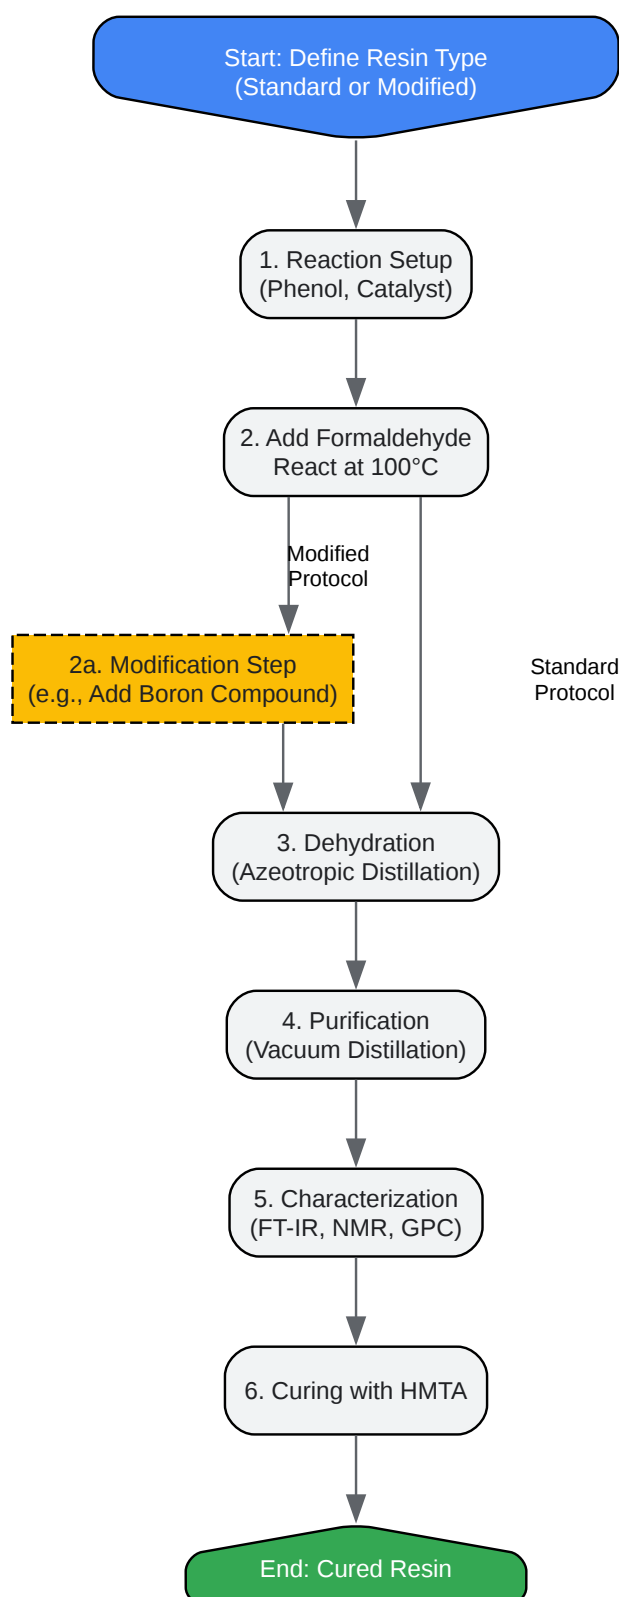 Start: Define Resin Type
(Standard or Modified)
1. Reaction Setup
(Phenol, Catalyst)
2. Add Formaldehyde
React at 100°C
Modified
Protocol
2a. Modification Step
(e.g., Add Boron Compound)
Standard
Protocol
3. Dehydration
(Azeotropic Distillation)
4. Purification
(Vacuum Distillation)
5. Characterization
(FT-IR, NMR, GPC)
6. Curing with HMTA
End: Cured Resin